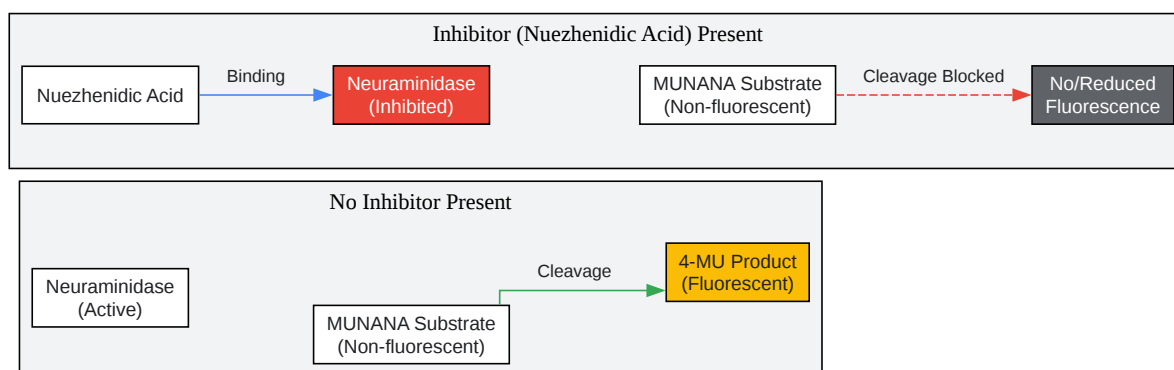 Inhibitor (Nuezhenidic Acid) Present
Nuezhenidic Acid
Binding
Neuraminidase
(Inhibited)
MUNANA Substrate
(Non-fluorescent)
Cleavage Blocked
No/Reduced
Fluorescence
No Inhibitor Present
Neuraminidase
(Active)
MUNANA Substrate
(Non-fluorescent)
Cleavage
4-MU Product
(Fluorescent)